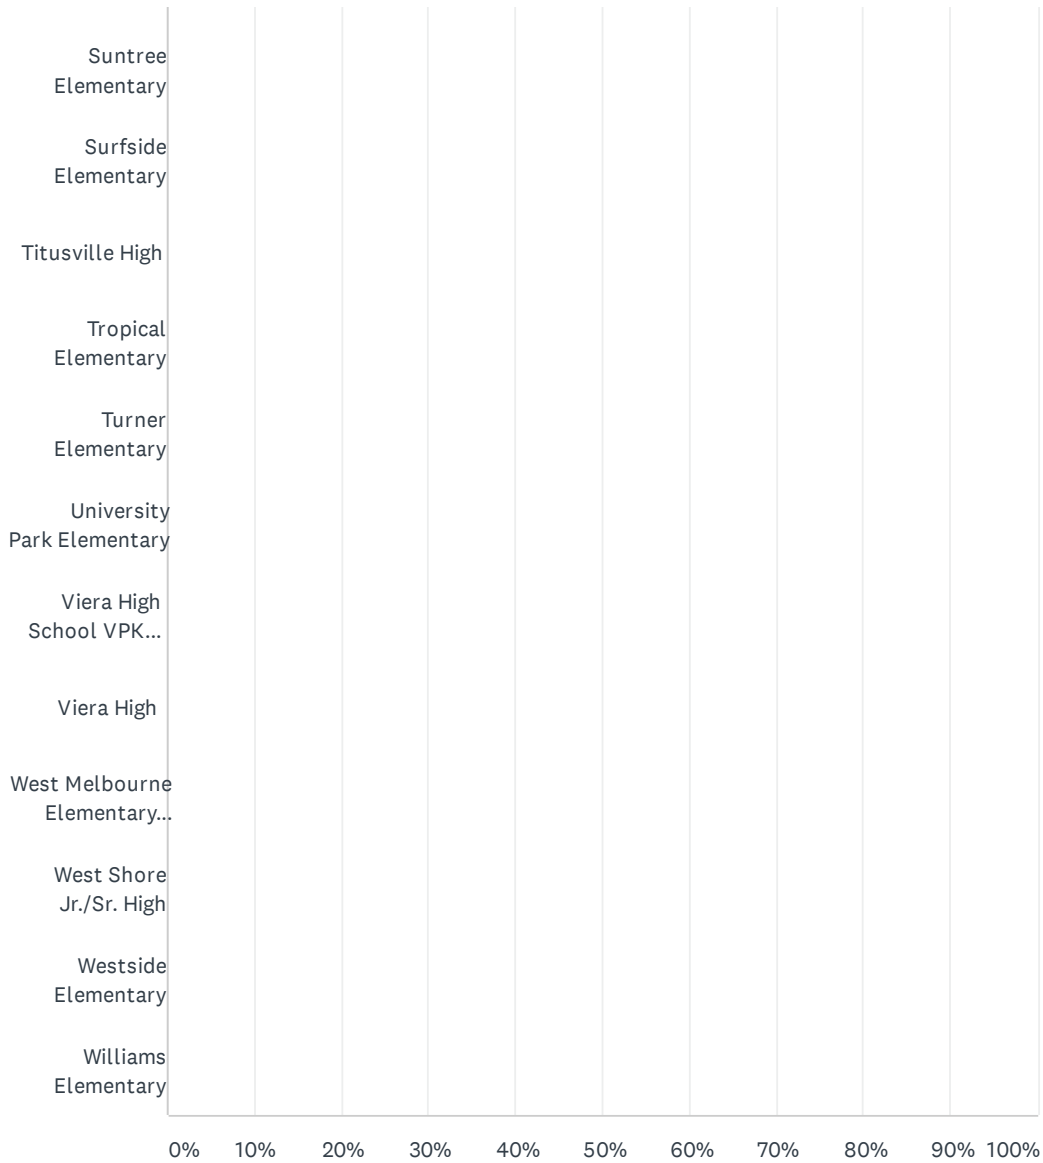 Suntree
Elementary
Surfside
Elementary
Titusville High
Tropical
Elementary
Turner
Elementary
University
Park Elementary
Viera High
School VPK...
Viera High
West Melbourne
Elementary...
West Shore
Jr./Sr. High
Westside
Elementary
Williams
Elementary
0% 10% 20% 30% 40% 50% 60% 70% 80% 90% 100%